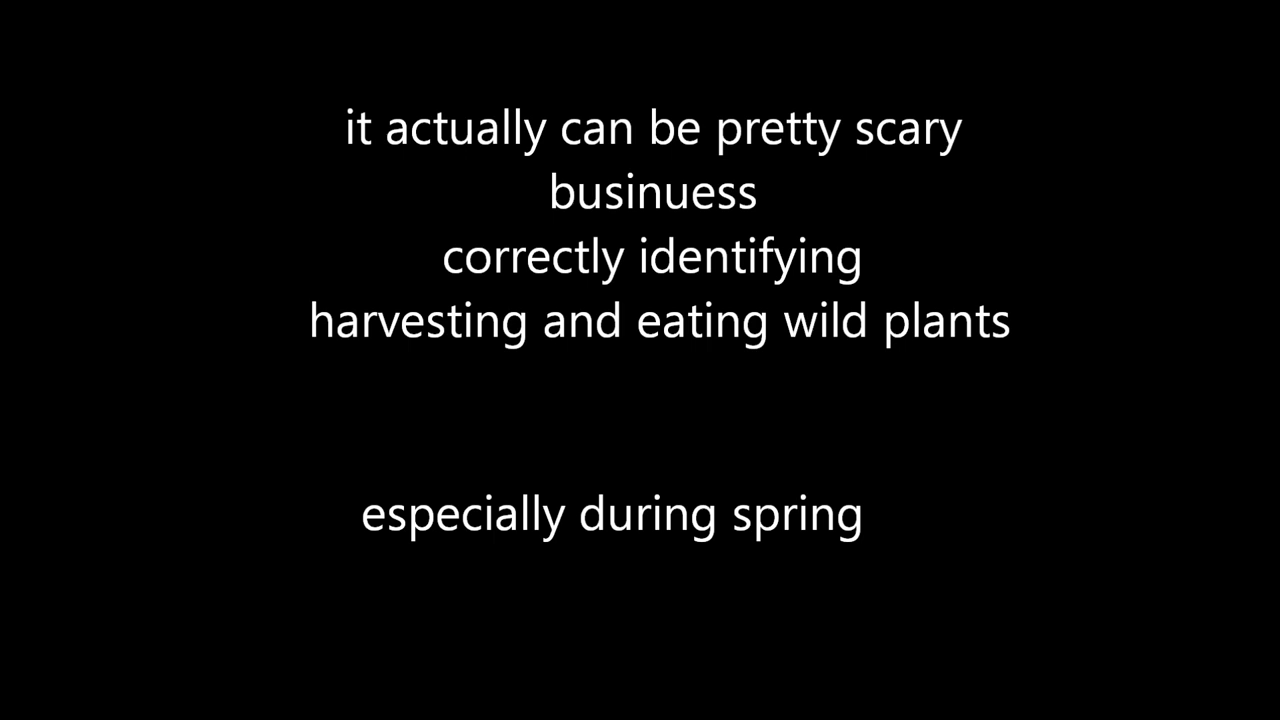 it actually can be pretty scary
businuess
correctly identifying
harvesting and eating wild plants
especially during spring